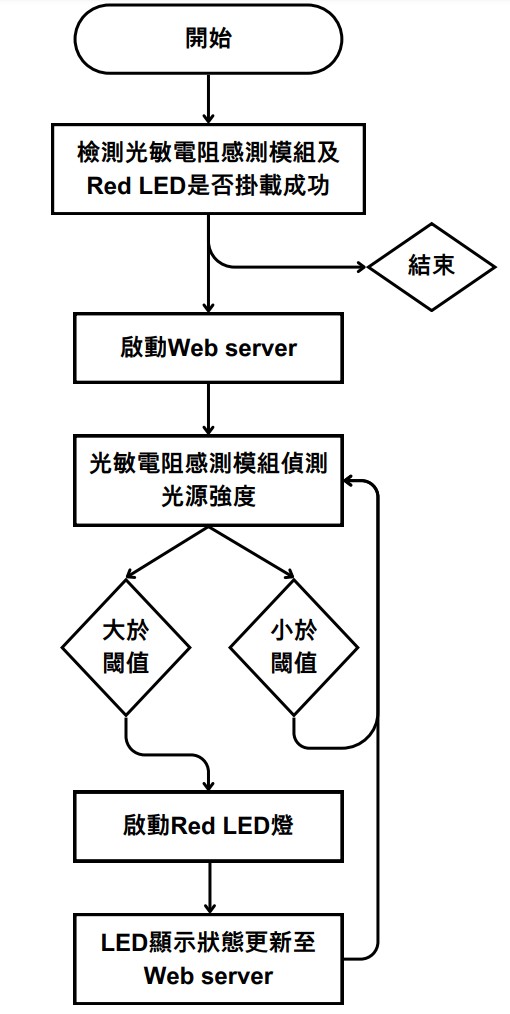 開始
檢測光敏電阻感測模組及
Red LED是否掛載成功
結束
啟動Web server
光敏電阻感測模組偵測
光源強度
大於
閾值
小於
閾值
啟動Red LED燈
LED顯示狀態更新至
Web server